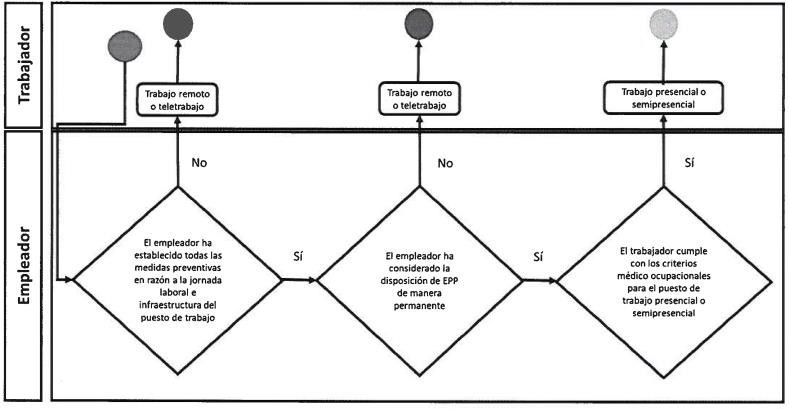 Trabajador
Trabajo remoto
o teletrabajo
Trabajo remoto
o teletrabajo
Trabajo presencial o
semipresencial
No
No
Sí
Empleador
El empleador ha
establecido todas las
medidas preventivas
en razón a la jornada
laboral e
infraestructura del
puesto de trabajo
Sí
El empleador ha
considerado la
disposición de EPP
de manera
permanente
Sí
El trabajador cumple
con los criterios
médico ocupacionales
para el puesto de
trabajo presencial o
semipresencial